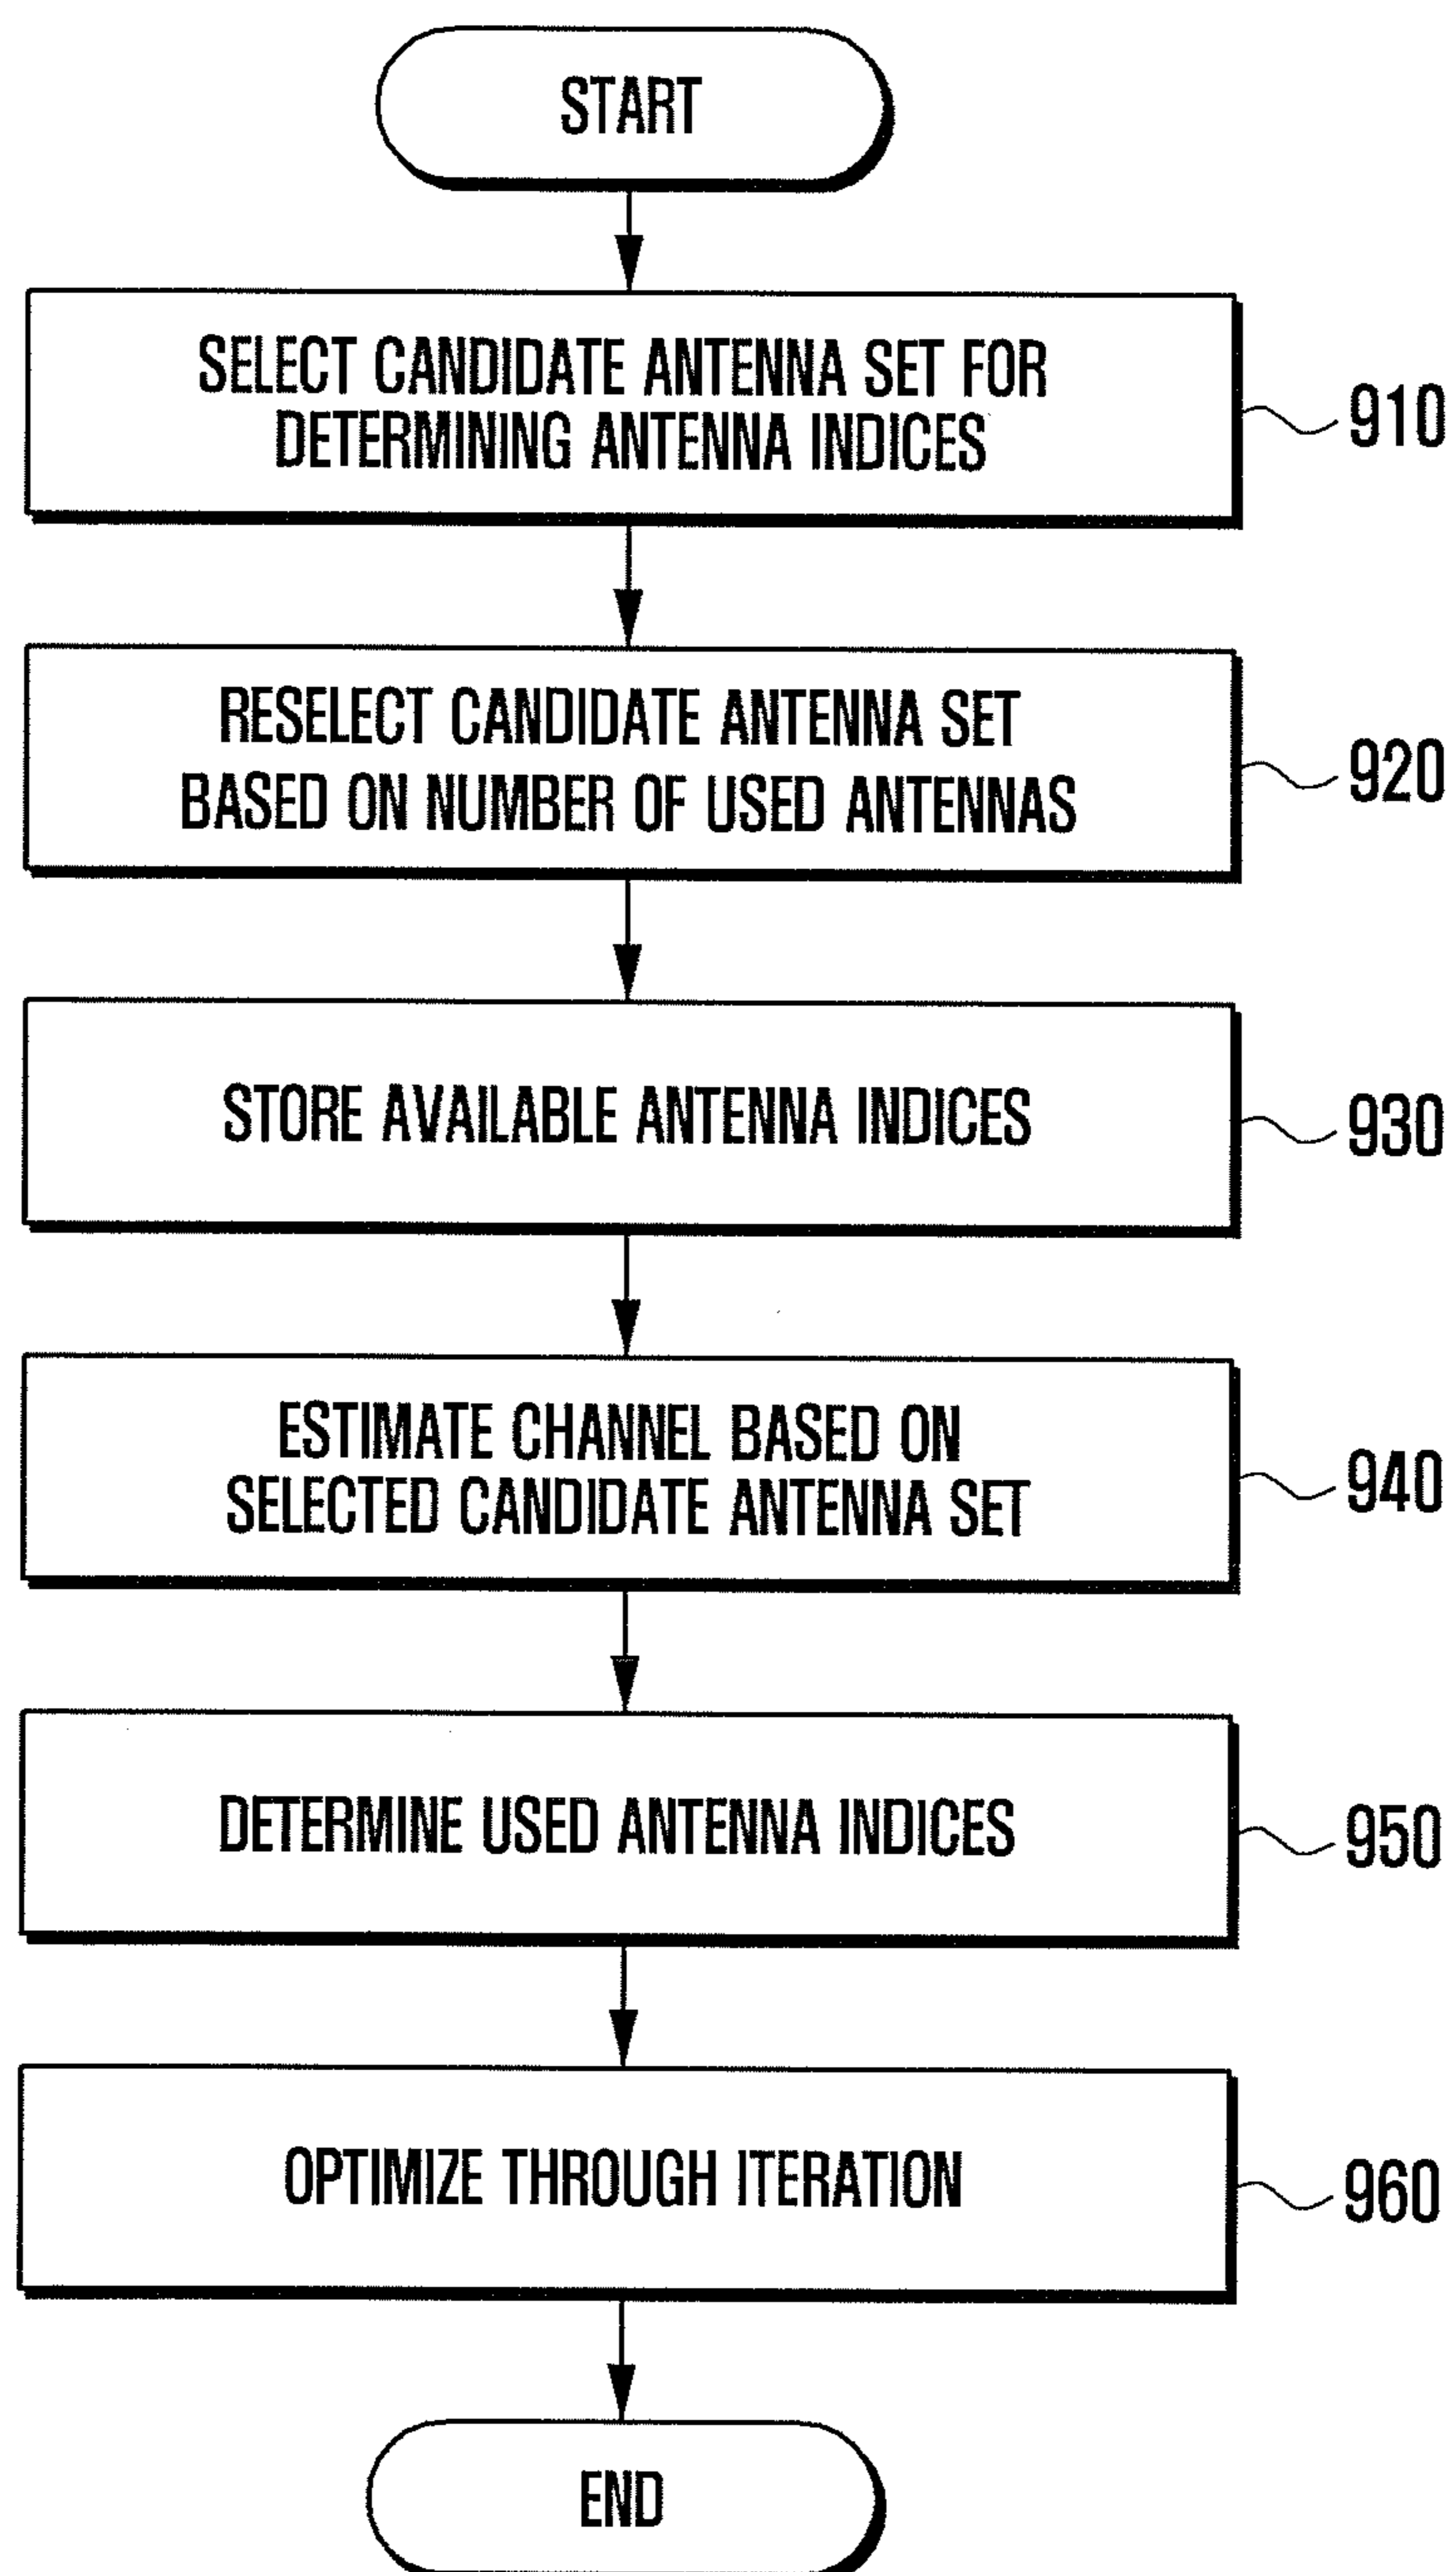 START
SELECT CANDIDATE ANTENNA SET FOR
DETERMINING ANTENNA INDICES
910
RESELECT CANDIDATE ANTENNA SET
BASED ON NUMBER OF USED ANTENNAS
920
STORE AVAILABLE ANTENNA INDICES
930
ESTIMATE CHANNEL BASED ON
SELECTED CANDIDATE ANTENNA SET
940
DETERMINE USED ANTENNA INDICES
950
OPTIMIZE THROUGH ITERATION
960
END